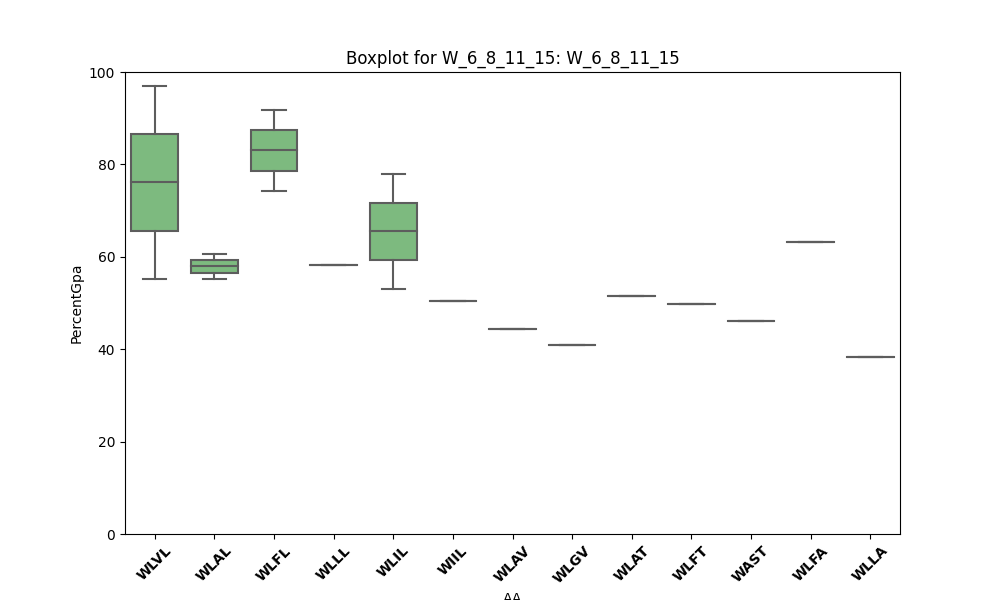 Boxplot for W_6_8_11_15: W_6_8_11_15
100
80
60
40
20
0
PercentGpa
WLVL
WLAL
WLFL
WLLL
WLIL
WIIL
WLAV
WLGV
WLAT
WLFT
WAST
WLFA
WLLA
AA